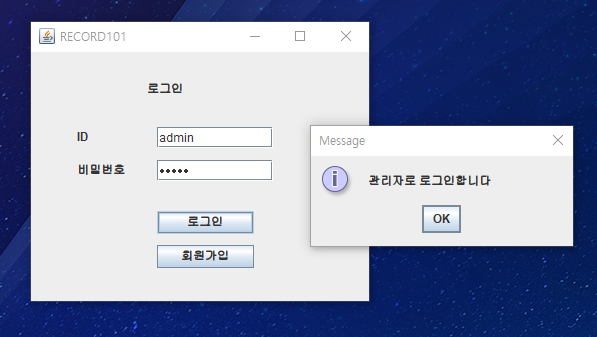 RECORD101
로그인
ID
admin
비밀번호
•••••
로그인
회원가입
Message
관리자로 로그인합니다
OK